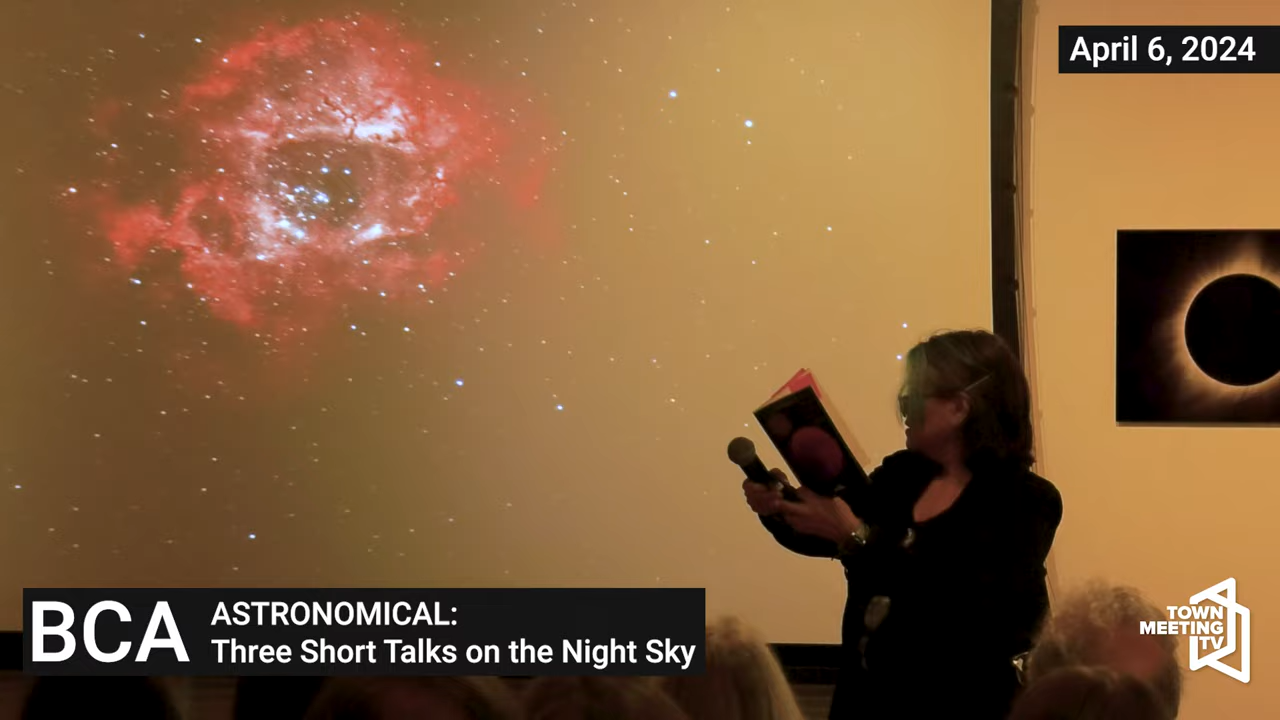 April 6, 2024
BCA
ASTRONOMICAL:
Three Short Talks on the Night Sky
TOWN
MEETING
TV